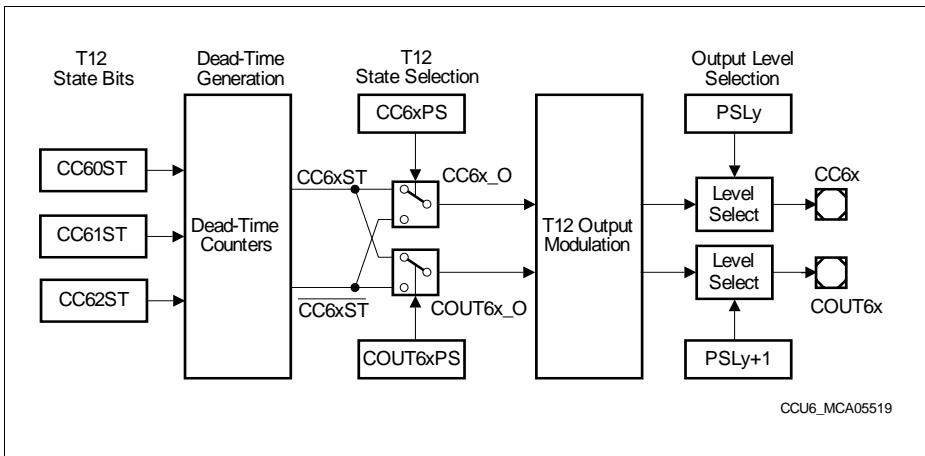 T12
State Bits
Dead-Time
Generation
T12
State Selection
Output Level
Selection
CC6xPS
PSLy
CC60ST
CC61ST
CC62ST
Dead-Time
Counters
CC6xST
CC6xST
CC6x_O
COUT6x_O
COUT6xPS
T12 Output
Modulation
Level
Select
Level
Select
CC6x
COUT6x
PSLy+1
CCU6_MCA05519